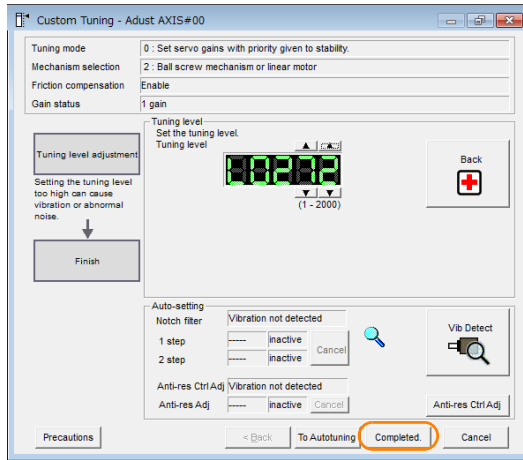 Custom Tuning - Adust AXIS#00
Tuning mode 0 : Set servo gains with priority given to stability.
Mechanism selection 2 : Ball screw mechanism or linear motor
Friction compensation Enable
Gain status 1 gain
Tuning level adjustment
Setting the tuning level
too high can cause
vibration or abnormal
noise.
Finish
Tuning level
Set the tuning level.
Tuning level
L0272
(1 - 2000)
Back
Auto-setting
Notch filter Vibration not detected
1 step ----- inactive
2 step ----- inactive
Cancel
Anti-res Ctrl Adj Vibration not detected
Anti-res Adj ----- inactive Cancel
Vib Detect
Anti-res Ctrl Adj
Precautions
< Back
To Autotuning
Completed.
Cancel